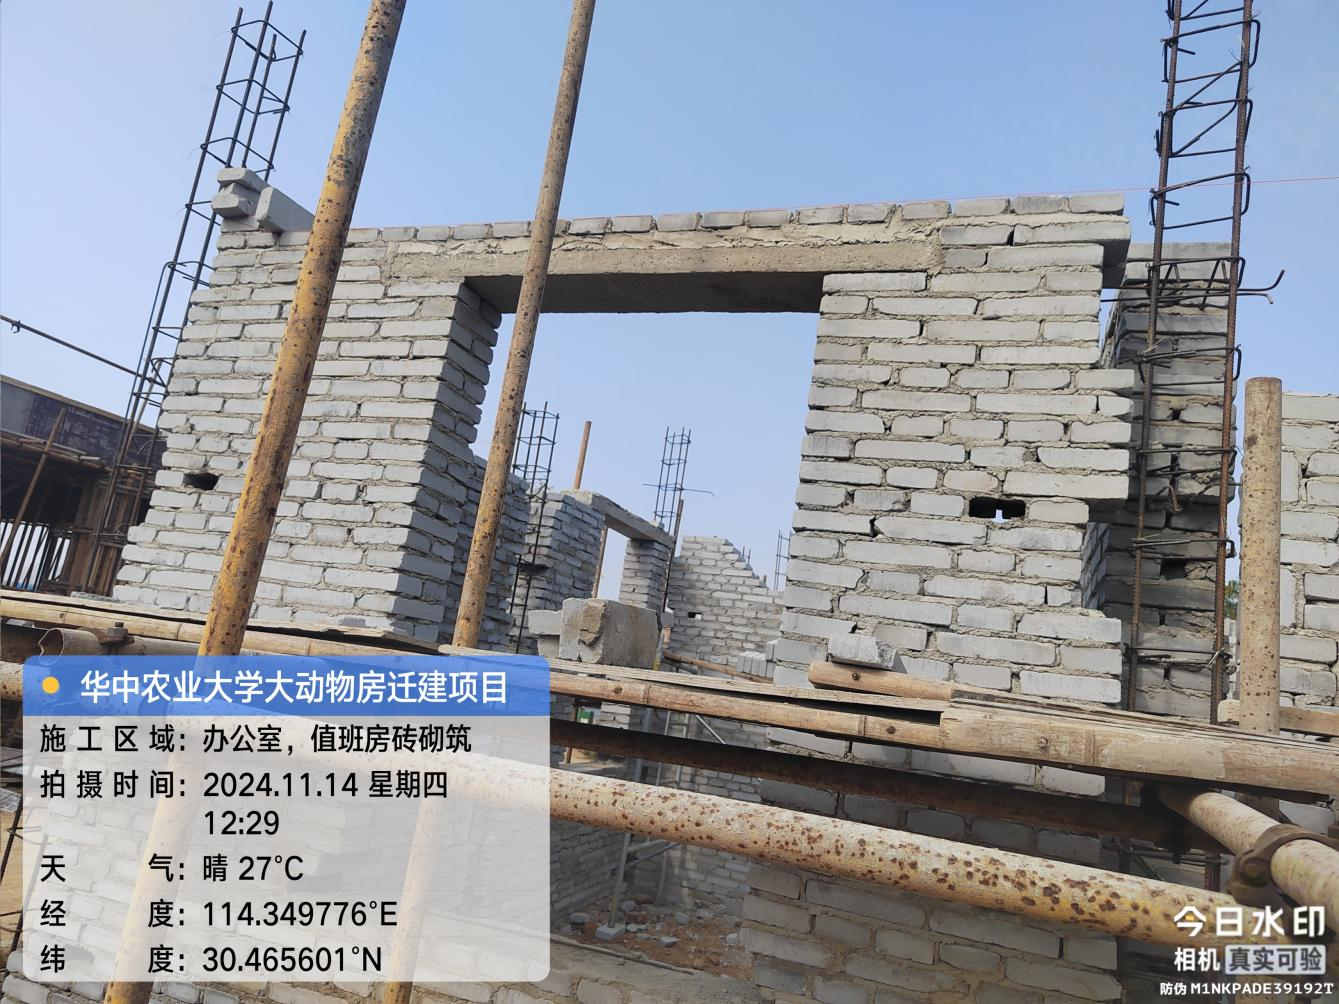 华中农业大学大动物房迁建项目
施工区域：办公室，值班房砖砌筑
拍摄时间：2024.11.14 星期四
12:29
天气：晴 27℃
经度：114.349776°E
纬度：30.465601°N
今日水印
相机 真实可验
防伪 M1NKPADE39192T